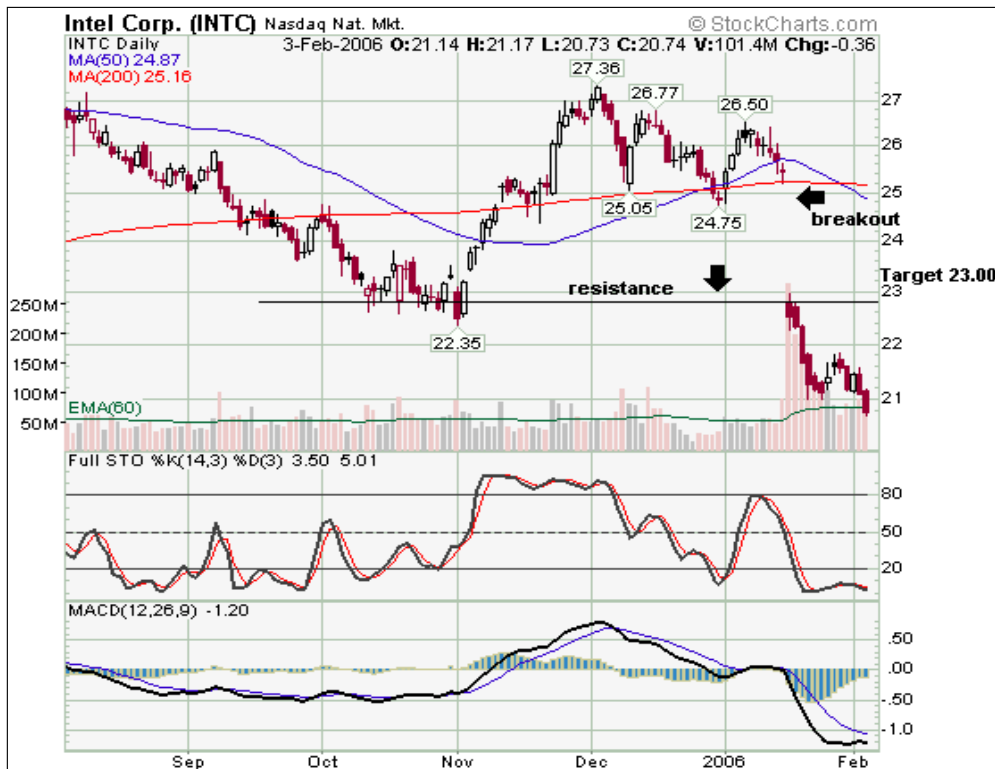 Intel Corp. (INTC) Nasdaq Nat. Mkt. © StockCharts.com
INTC Daily 3-Feb-2006 O:21.14 H:21.17 L:20.73 C:20.74 V:101.4M Chg:-0.36
MA(50) 24.87
MA(200) 25.16
27.36
26.77
26.50
27
26
25
24
23
22
21
25.05
24.75
breakout
Target 23.00
resistance
22.35
250M
200M
150M
100M
50M
EMA(60)
Full STO %K(14,3) %D(3) 3.50 5.01
80
50
20
MACD(12,26,9) -1.20
.50
.00
-.50
-1.0
Sep Oct Nov Dec 2006 Feb